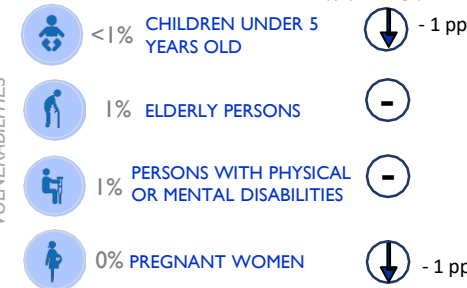 <1% CHILDREN UNDER 5 YEARS OLD - 1 pp
1% ELDERLY PERSONS -
1% PERSONS WITH PHYSICAL OR MENTAL DISABILITIES -
0% PREGNANT WOMEN - 1 pp
VULNERABILITIES